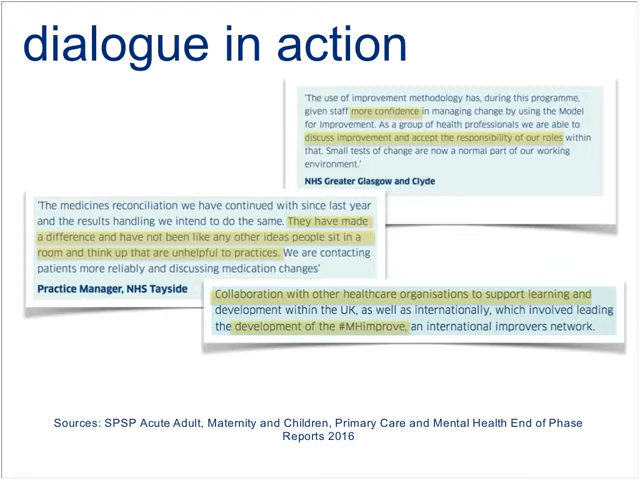 dialogue in action
'The use of improvement methodology has, during this programme,
given staff more confidence in managing change by using the Model
for Improvement. As a group of health professionals we are able to
discuss improvement and accept the responsibility of our roles within
that. Small tests of change are now a normal part of our working
environment.'
NHS Greater Glasgow and Clyde
'The medicines reconciliation we have continued with since last year
and the results handling we intend to do the same. They have made
a difference and have not been like any other ideas people sit in a
room and think up that are unhelpful to practices. We are contacting
patients more reliably and discussing medication changes'
Practice Manager, NHS Tayside
Collaboration with other healthcare organisations to support learning and
development within the UK, as well as internationally, which involved leading
the development of the #MHimprove, an international improvers network.
Sources: SPSP Acute Adult, Maternity and Children, Primary Care and Mental Health End of Phase
Reports 2016